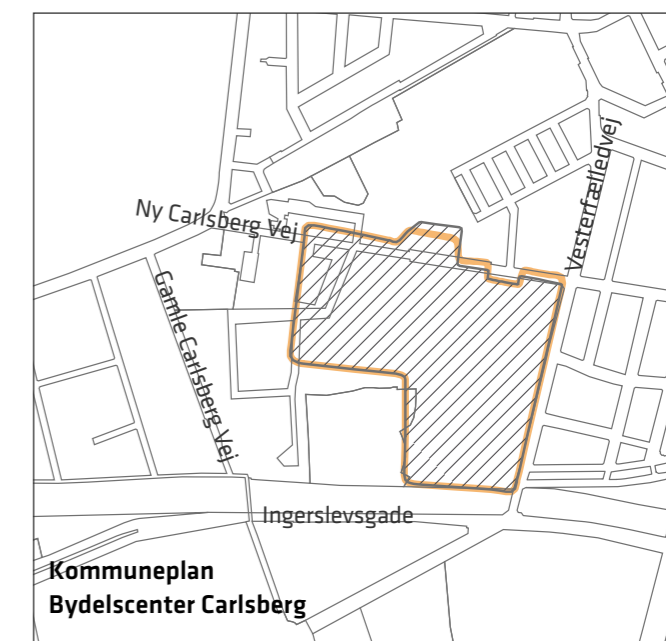 Vesterfælledvej
Ny Carlsberg Vej
Gamle Carlsberg Vej
Ingerslevsgade
Kommuneplan
Bydelscenter Carlsberg